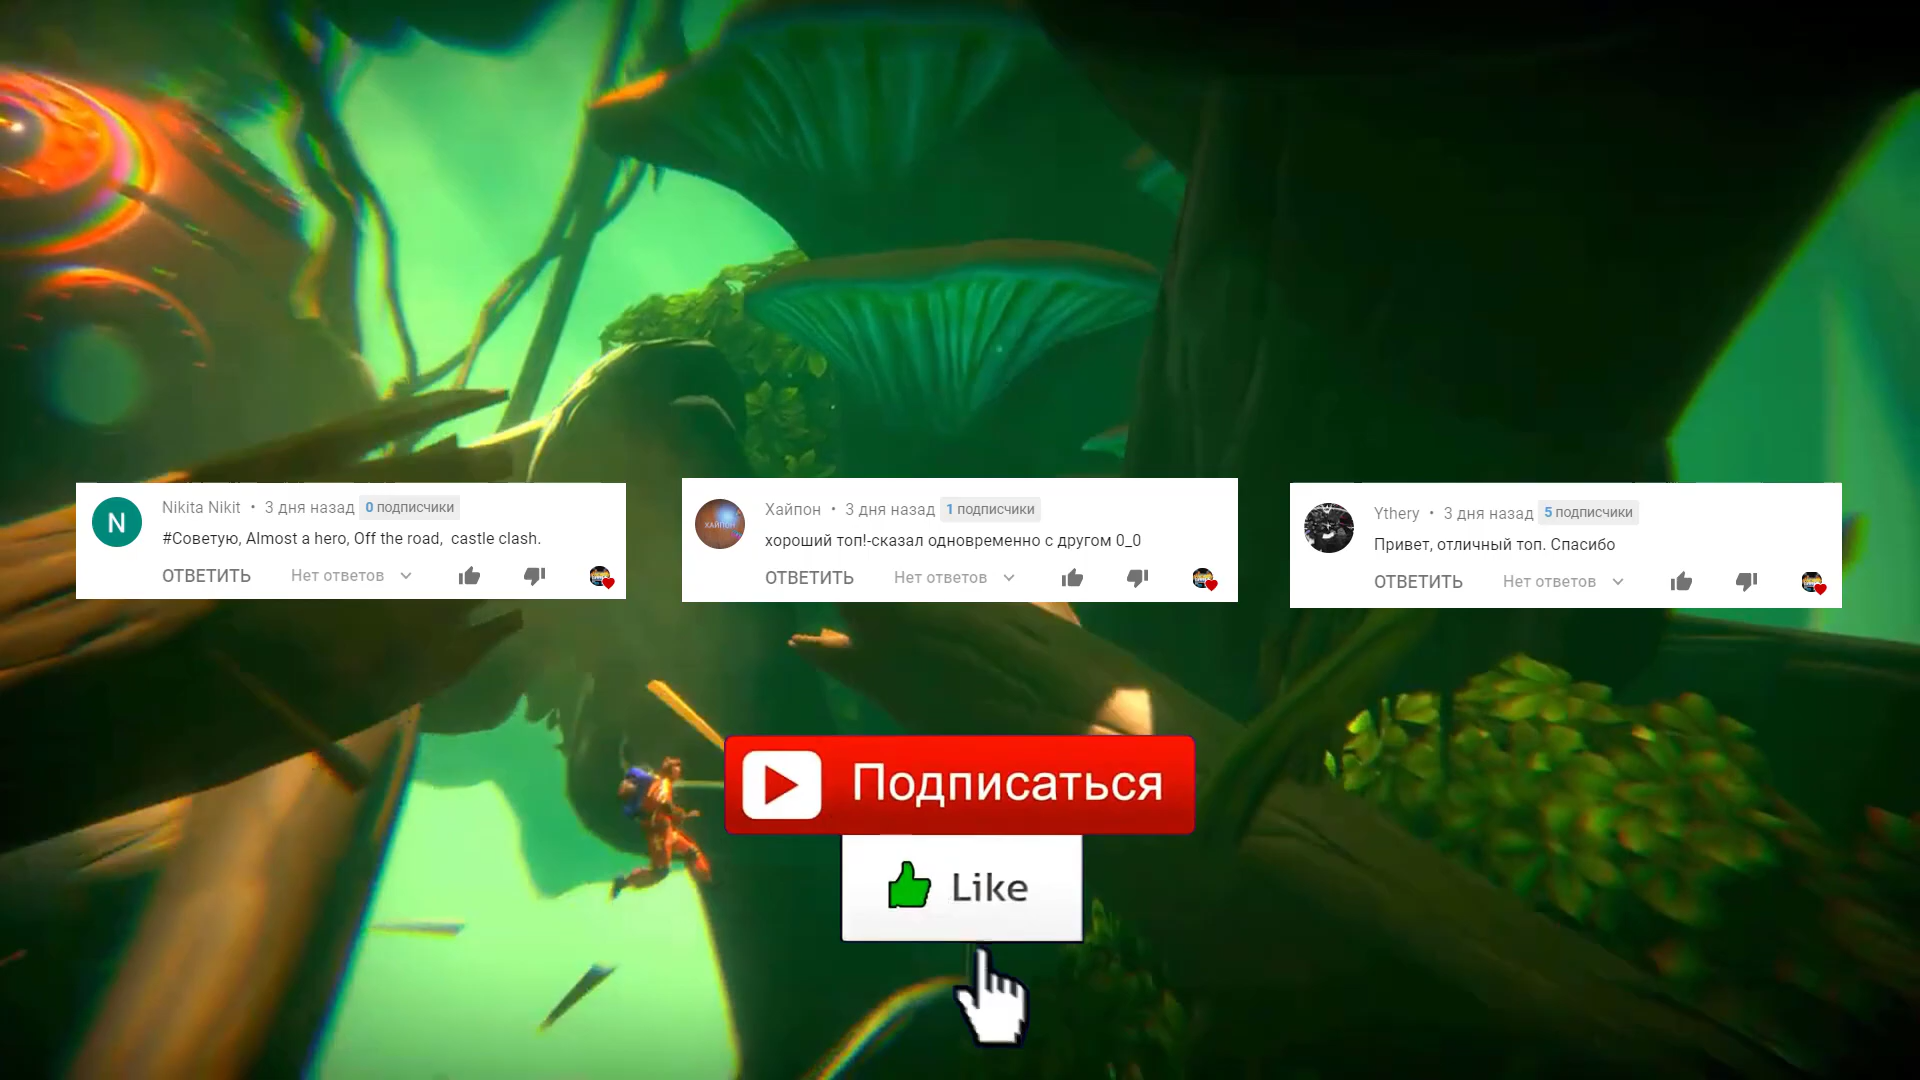 Nikita Nikit • 3 дня назад 0 подписчики
#Советую, Almost a hero, Off the road, castle clash.
ОТВЕТИТЬ Нет ответов
N
Хайпон • 3 дня назад 1 подписчики
хороший топ!-сказал одновременно с другом 0_0
ОТВЕТИТЬ Нет ответов
ХАЙПОН
Ythery • 3 дня назад 5 подписчики
Привет, отличный топ. Спасибо
ОТВЕТИТЬ Нет ответов
Подписаться
Like